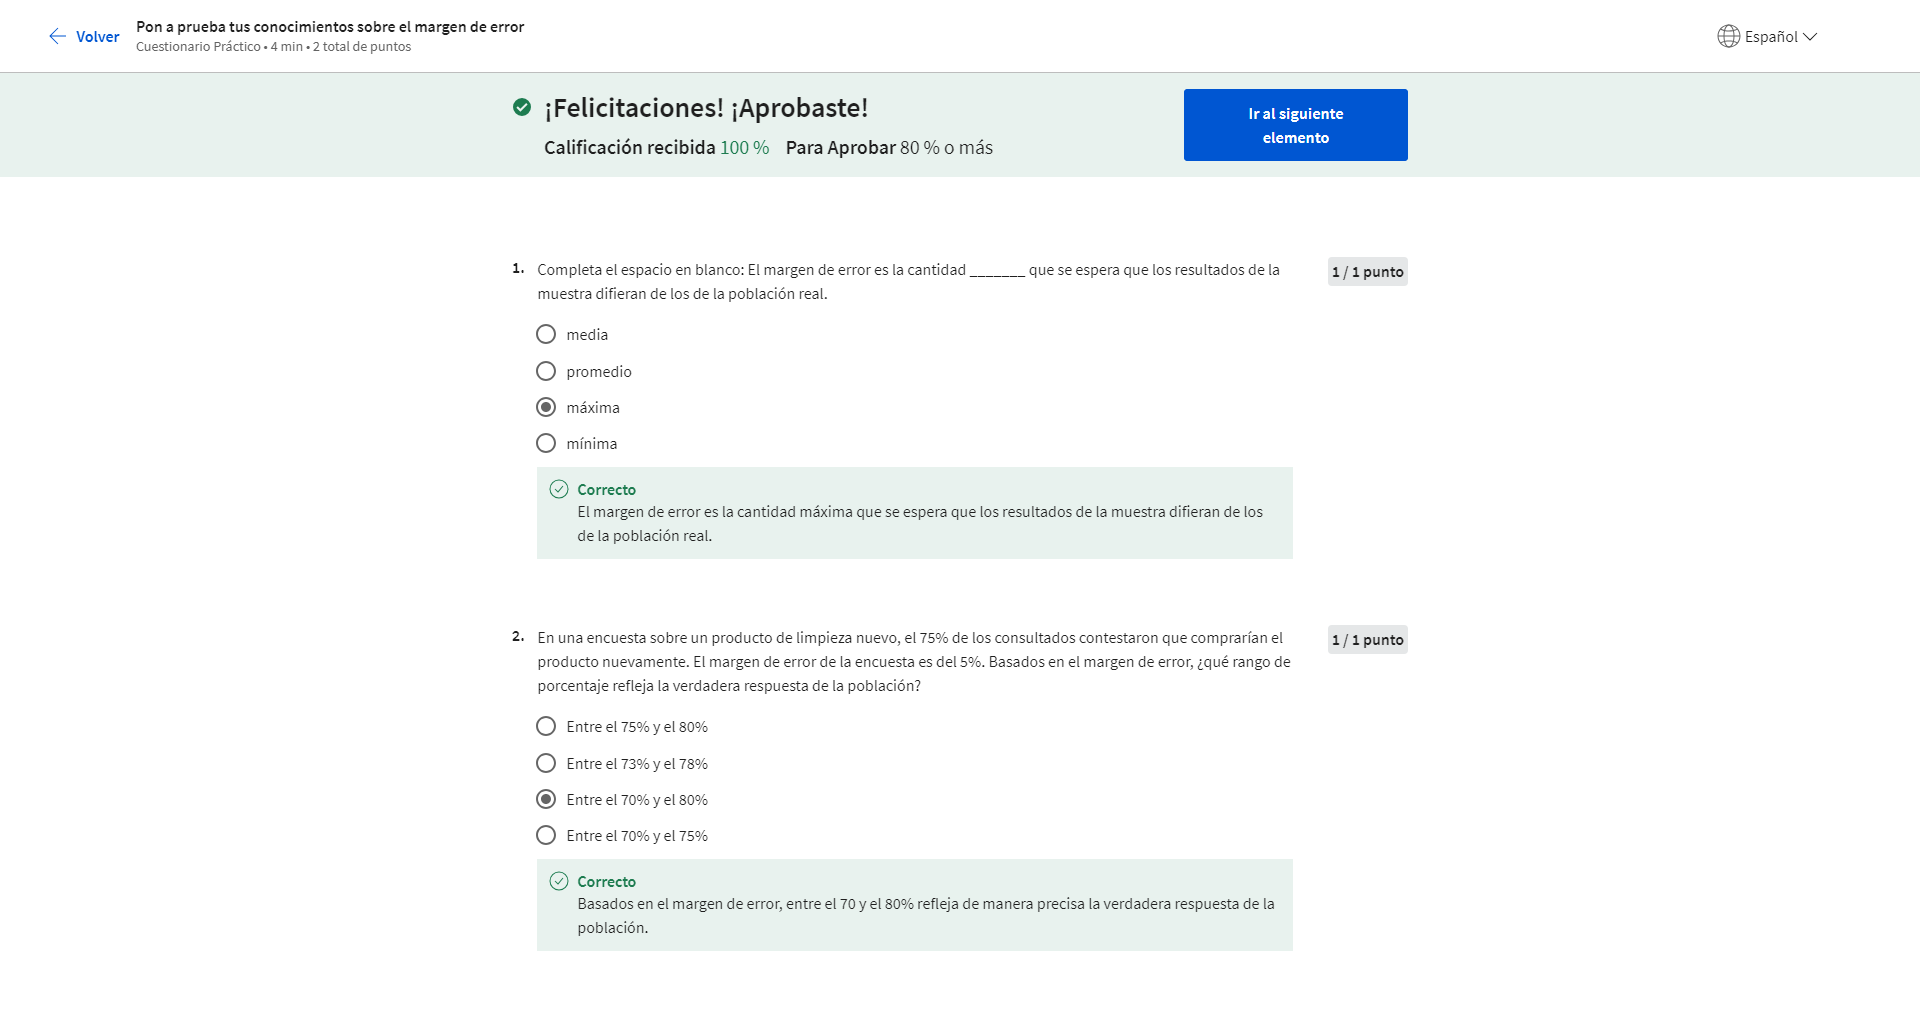 Volver
Pon a prueba tus conocimientos sobre el margen de error
Cuestionario Práctico • 4 min • 2 total de puntos
Español
¡Felicitaciones! ¡Aprobaste!
Calificación recibida 100 % Para Aprobar 80 % o más
Ir al siguiente
elemento
1. Completa el espacio en blanco: El margen de error es la cantidad _______ que se espera que los resultados de la
muestra difieran de los de la población real.
1 / 1 punto
media
promedio
máxima
mínima
Correcto
El margen de error es la cantidad máxima que se espera que los resultados de la muestra difieran de los
de la población real.
2. En una encuesta sobre un producto de limpieza nuevo, el 75% de los consultados contestaron que comprarían el
producto nuevamente. El margen de error de la encuesta es del 5%. Basados en el margen de error, ¿qué rango de
porcentaje refleja la verdadera respuesta de la población?
1 / 1 punto
Entre el 75% y el 80%
Entre el 73% y el 78%
Entre el 70% y el 80%
Entre el 70% y el 75%
Correcto
Basados en el margen de error, entre el 70 y el 80% refleja de manera precisa la verdadera respuesta de la
población.